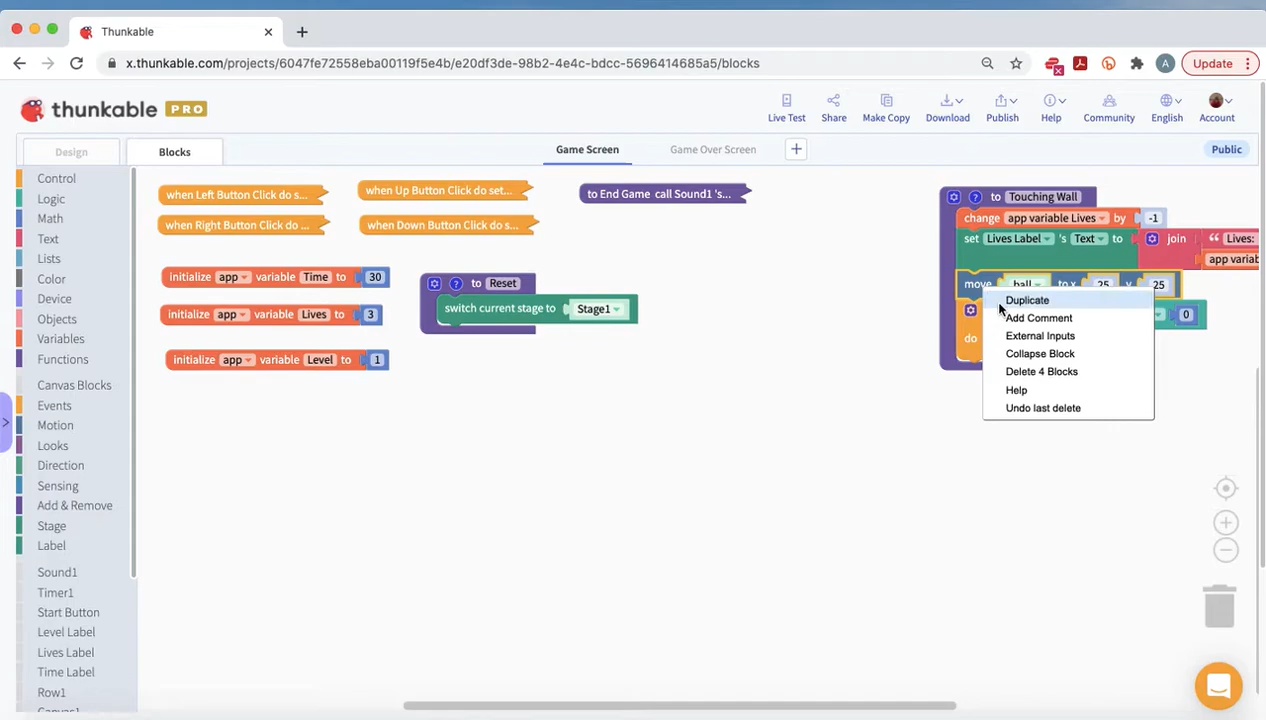 Thunkable
x.thunkable.com/projects/6047fe72558eba00119f5e4b/e20df3de-98b2-4e4c-bdcc-5696414685a5/blocks
A
Update
thunkable PRO
Live Test
Share
Make Copy
Download
Publish
Help
Community
English
Account
Design
Blocks
Game Screen
Game Over Screen
+
Public
Control
Logic
Math
Text
Lists
Color
Device
Objects
Variables
Functions
Canvas Blocks
Events
Motion
Looks
Direction
Sensing
Add & Remove
Stage
Label
Sound1
Timer1
Start Button
Level Label
Lives Label
Time Label
Row1
Canvas1
when Left Button Click do s...
when Up Button Click do set...
to End Game call Sound1 's...
when Right Button Click do ...
when Down Button Click do s...
initialize app variable Time to 30
initialize app variable Lives to 3
initialize app variable Level to 1
? to Reset
switch current stage to Stage1
? to Touching Wall
change app variable Lives by -1
set Lives Label 's Text to join “ Lives:
app variab
move ball to x 25 y 25
0
do
Duplicate
Add Comment
External Inputs
Collapse Block
Delete 4 Blocks
Help
Undo last delete